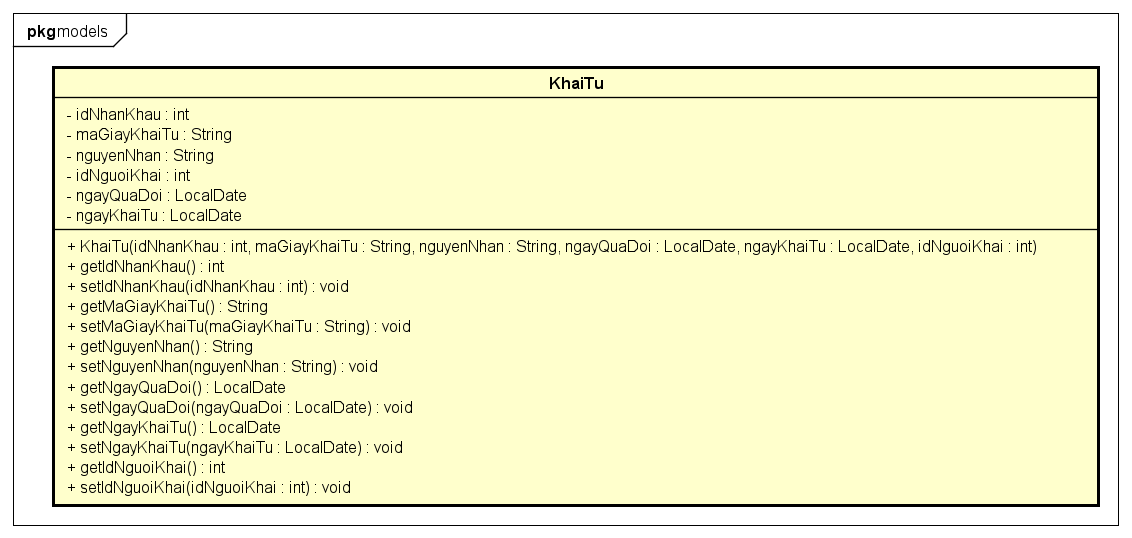 pkg models
KhaiTu
- idNhanKhau : int
- maGiayKhaiTu : String
- nguyenNhan : String
- idNguoiKhai : int
- ngayQuaDoi : LocalDate
- ngayKhaiTu : LocalDate
+ KhaiTu(idNhanKhau : int, maGiayKhaiTu : String, nguyenNhan : String, ngayQuaDoi : LocalDate, ngayKhaiTu : LocalDate, idNguoiKhai : int)
+ getIdNhanKhau() : int
+ setIdNhanKhau(idNhanKhau : int) : void
+ getMaGiayKhaiTu() : String
+ setMaGiayKhaiTu(maGiayKhaiTu : String) : void
+ getNguyenNhan() : String
+ setNguyenNhan(nguyenNhan : String) : void
+ getNgayQuaDoi() : LocalDate
+ setNgayQuaDoi(ngayQuaDoi : LocalDate) : void
+ getNgayKhaiTu() : LocalDate
+ setNgayKhaiTu(ngayKhaiTu : LocalDate) : void
+ getIdNguoiKhai() : int
+ setIdNguoiKhai(idNguoiKhai : int) : void